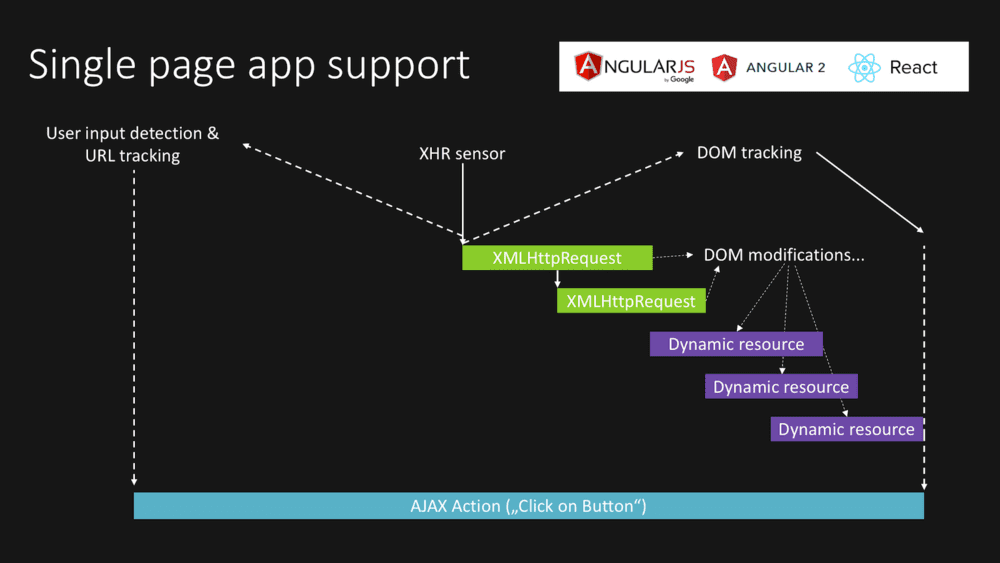 Single page app support
ANGULARJS
by Google
ANGULAR 2
React
User input detection &
URL tracking
XHR sensor
DOM tracking
XMLHttpRequest
DOM modifications...
XMLHttpRequest
Dynamic resource
Dynamic resource
Dynamic resource
AJAX Action („Click on Button“)